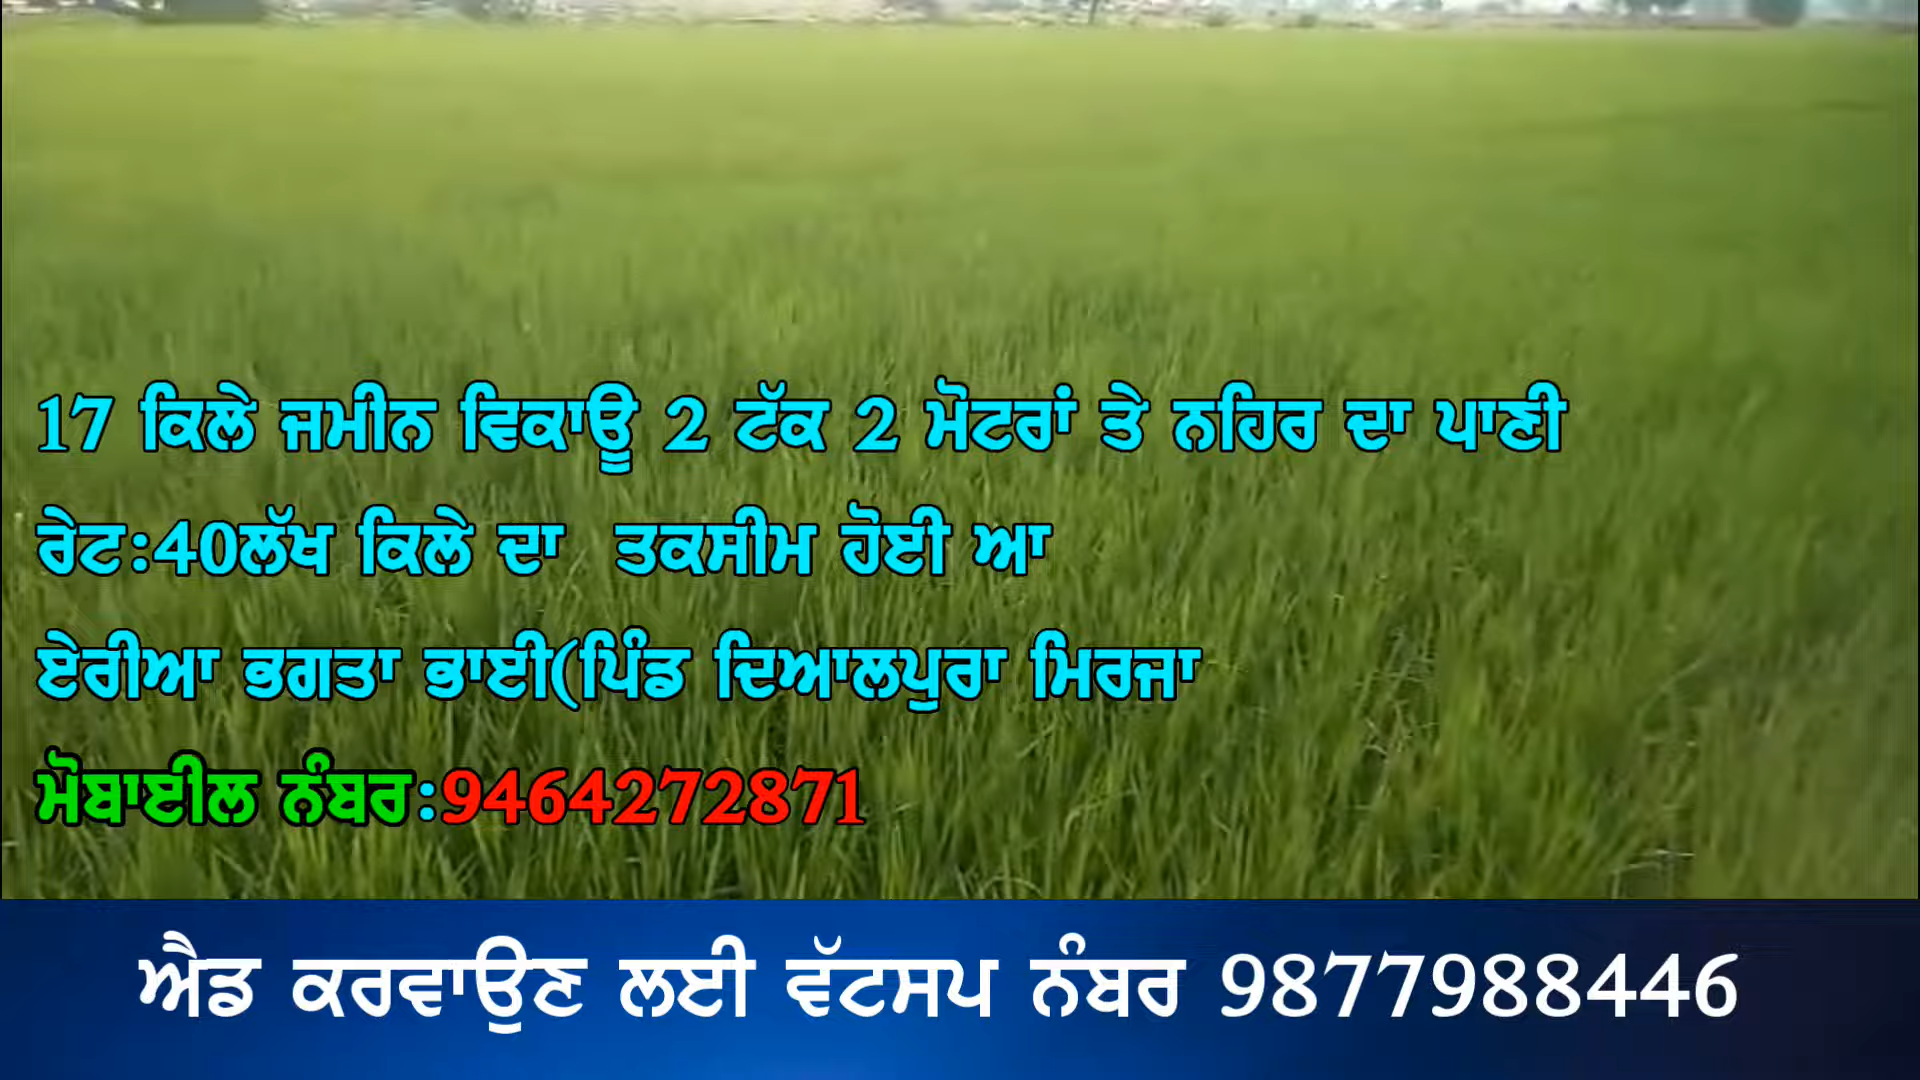 17 ਕਿਲੇ ਜਮੀਨ ਵਿਕਾਊ 2 ਟੱਕ 2 ਮੋਟਰਾਂ ਤੇ ਨਹਿਰ ਦਾ ਪਾਣੀ
ਰੇਟ:40ਲੱਖ ਕਿਲੇ ਦਾ  ਤਕਸੀਮ ਹੋਈ ਆ
ਏਰੀਆ ਭਗਤਾ ਭਾਈ(ਪਿੰਡ ਦਿਆਲਪੁਰਾ ਮਿਰਜਾ
ਮੋਬਾਈਲ ਨੰਬਰ:9464272871
ਐਡ ਕਰਵਾਉਣ ਲਈ ਵੱਟਸਪ ਨੰਬਰ 9877988446